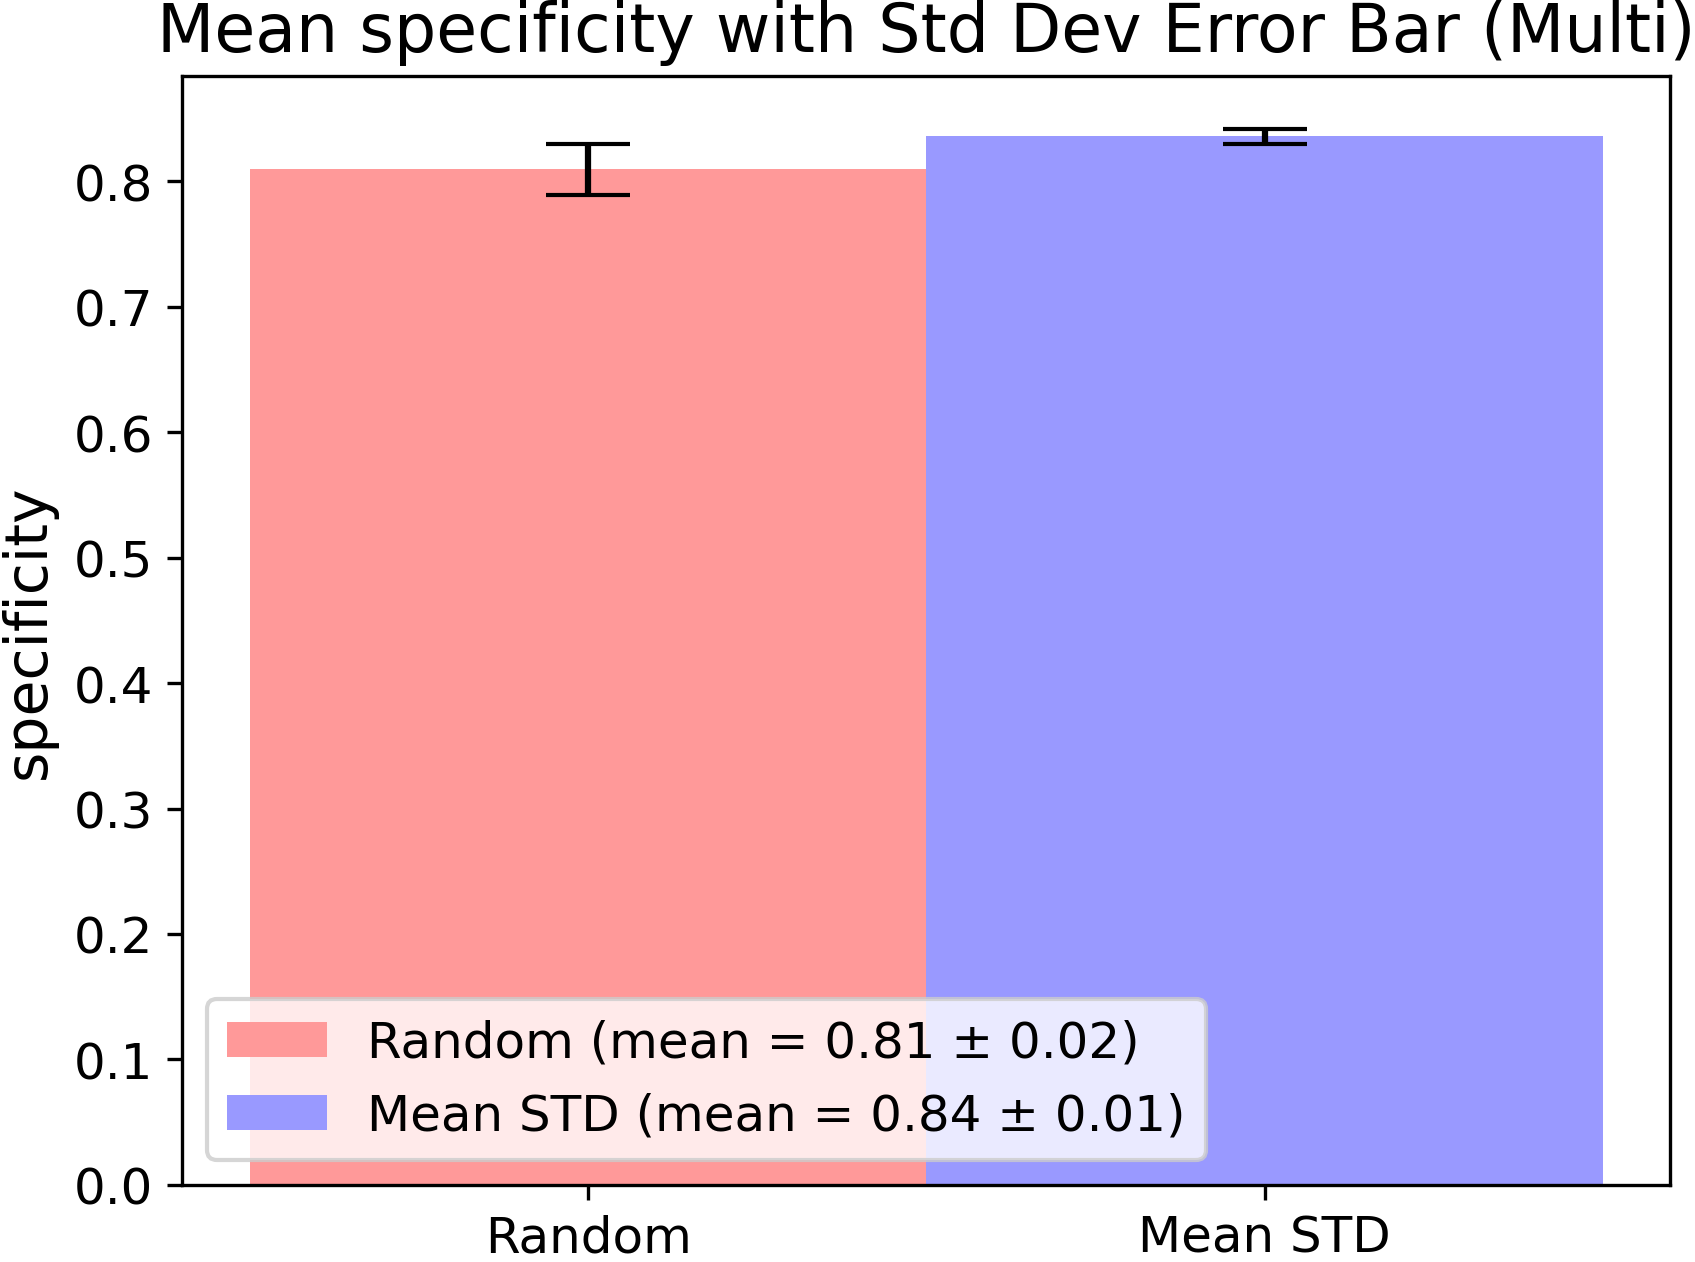 Mean specificity with Std Dev Error Bar (Multi)
specificity
0.8
0.7
0.6
0.5
0.4
0.3
0.2
0.1
0.0
Random (mean = 0.81 ± 0.02)
Mean STD (mean = 0.84 ± 0.01)
Random
Mean STD